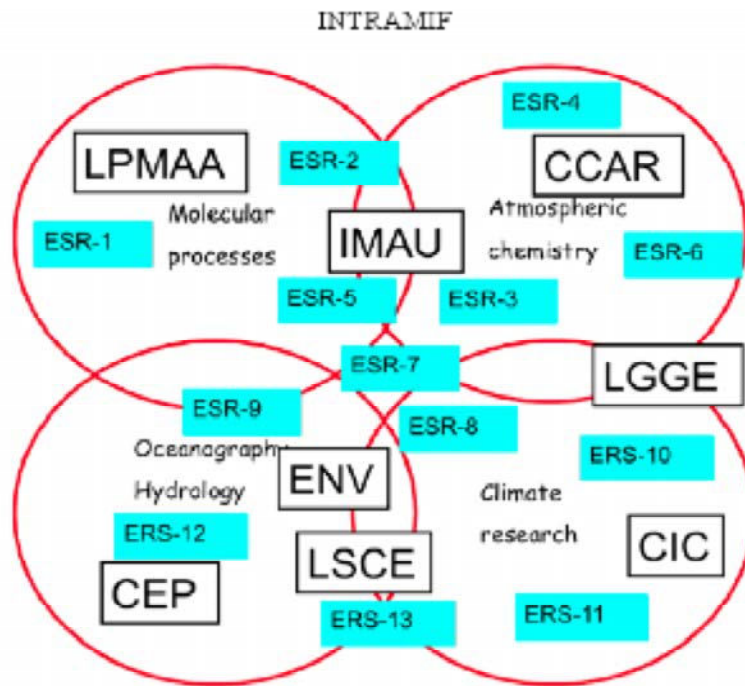 INTRAMIF
ESR-4
LPMAA
ESR-2
CCAR
Molecular
processes
ESR-1
IMAU
Atmospheric
chemistry
ESR-6
ESR-5
ESR-3
ESR-7
LGGE
ESR-9
ESR-8
Oceanography
Hydrology
ENV
ERS-10
Climate
research
ERS-12
CEP
LSCE
CIC
ERS-13
ERS-11